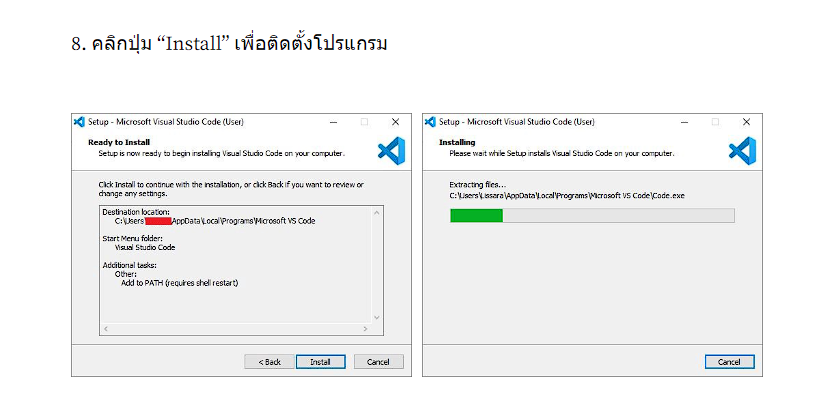 8. คลิกปุ่ม “Install” เพื่อติดตั้งโปรแกรม
Setup - Microsoft Visual Studio Code (User)
Ready to Install
Setup is now ready to begin installing Visual Studio Code on your computer.
Click Install to continue with the installation, or click Back if you want to review or
change any settings.
Destination location:
C:\Users\ AppData\Local\Programs\Microsoft VS Code
Start Menu folder:
Visual Studio Code
Additional tasks:
Other:
Add to PATH (requires shell restart)
< Back
Install
Cancel
Setup - Microsoft Visual Studio Code (User)
Installing
Please wait while Setup installs Visual Studio Code on your computer.
Extracting files...
C:\Users\Lissara\AppData\Local\Programs\Microsoft VS Code\Code.exe
Cancel